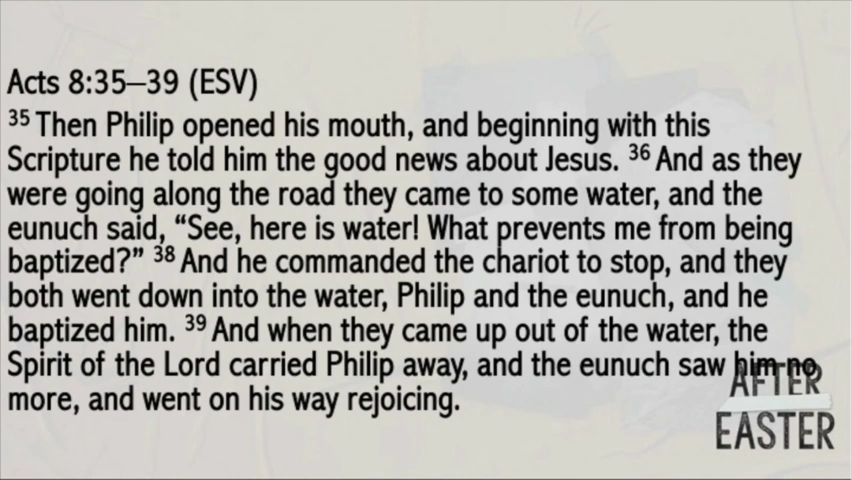 Acts 8:35–39 (ESV)
35 Then Philip opened his mouth, and beginning with this
Scripture he told him the good news about Jesus. 36 And as they
were going along the road they came to some water, and the
eunuch said, “See, here is water! What prevents me from being
baptized?” 38 And he commanded the chariot to stop, and they
both went down into the water, Philip and the eunuch, and he
baptized him. 39 And when they came up out of the water, the
Spirit of the Lord carried Philip away, and the eunuch saw him no
more, and went on his way rejoicing.
AFTER
EASTER